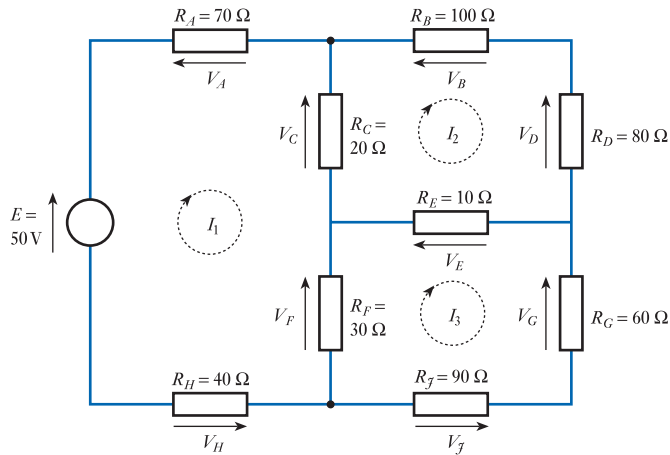 R_A = 70 Ω
R_B = 100 Ω
V_A
V_B
V_C
R_C =
20 Ω
I_2
V_D
R_D = 80 Ω
E =
50 V
I_1
R_E = 10 Ω
V_E
V_F
R_F =
30 Ω
I_3
V_G
R_G = 60 Ω
R_H = 40 Ω
R_J = 90 Ω
V_H
V_J